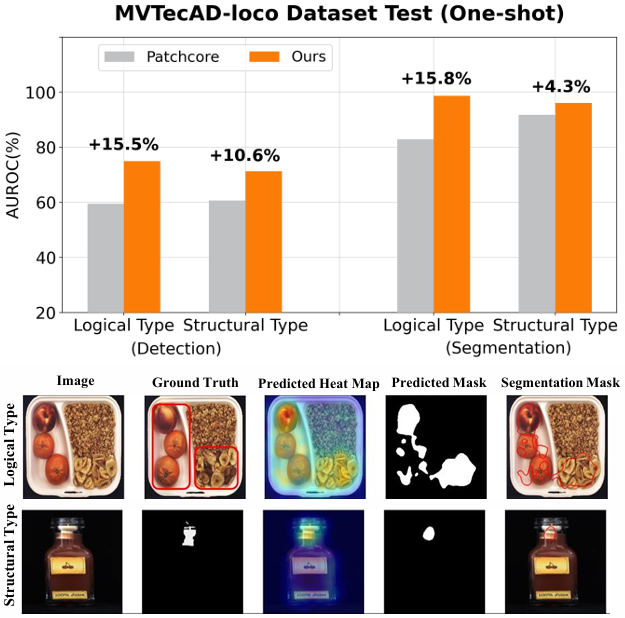 MVTecAD-loco Dataset Test (One-shot)
Patchcore
Ours
AUROC(%)
100
80
60
40
20
+15.5%
+10.6%
+15.8%
+4.3%
Logical Type Structural Type
(Detection)
Logical Type Structural Type
(Segmentation)
Image
Ground Truth
Predicted Heat Map
Predicted Mask
Segmentation Mask
Logical Type
Structural Type